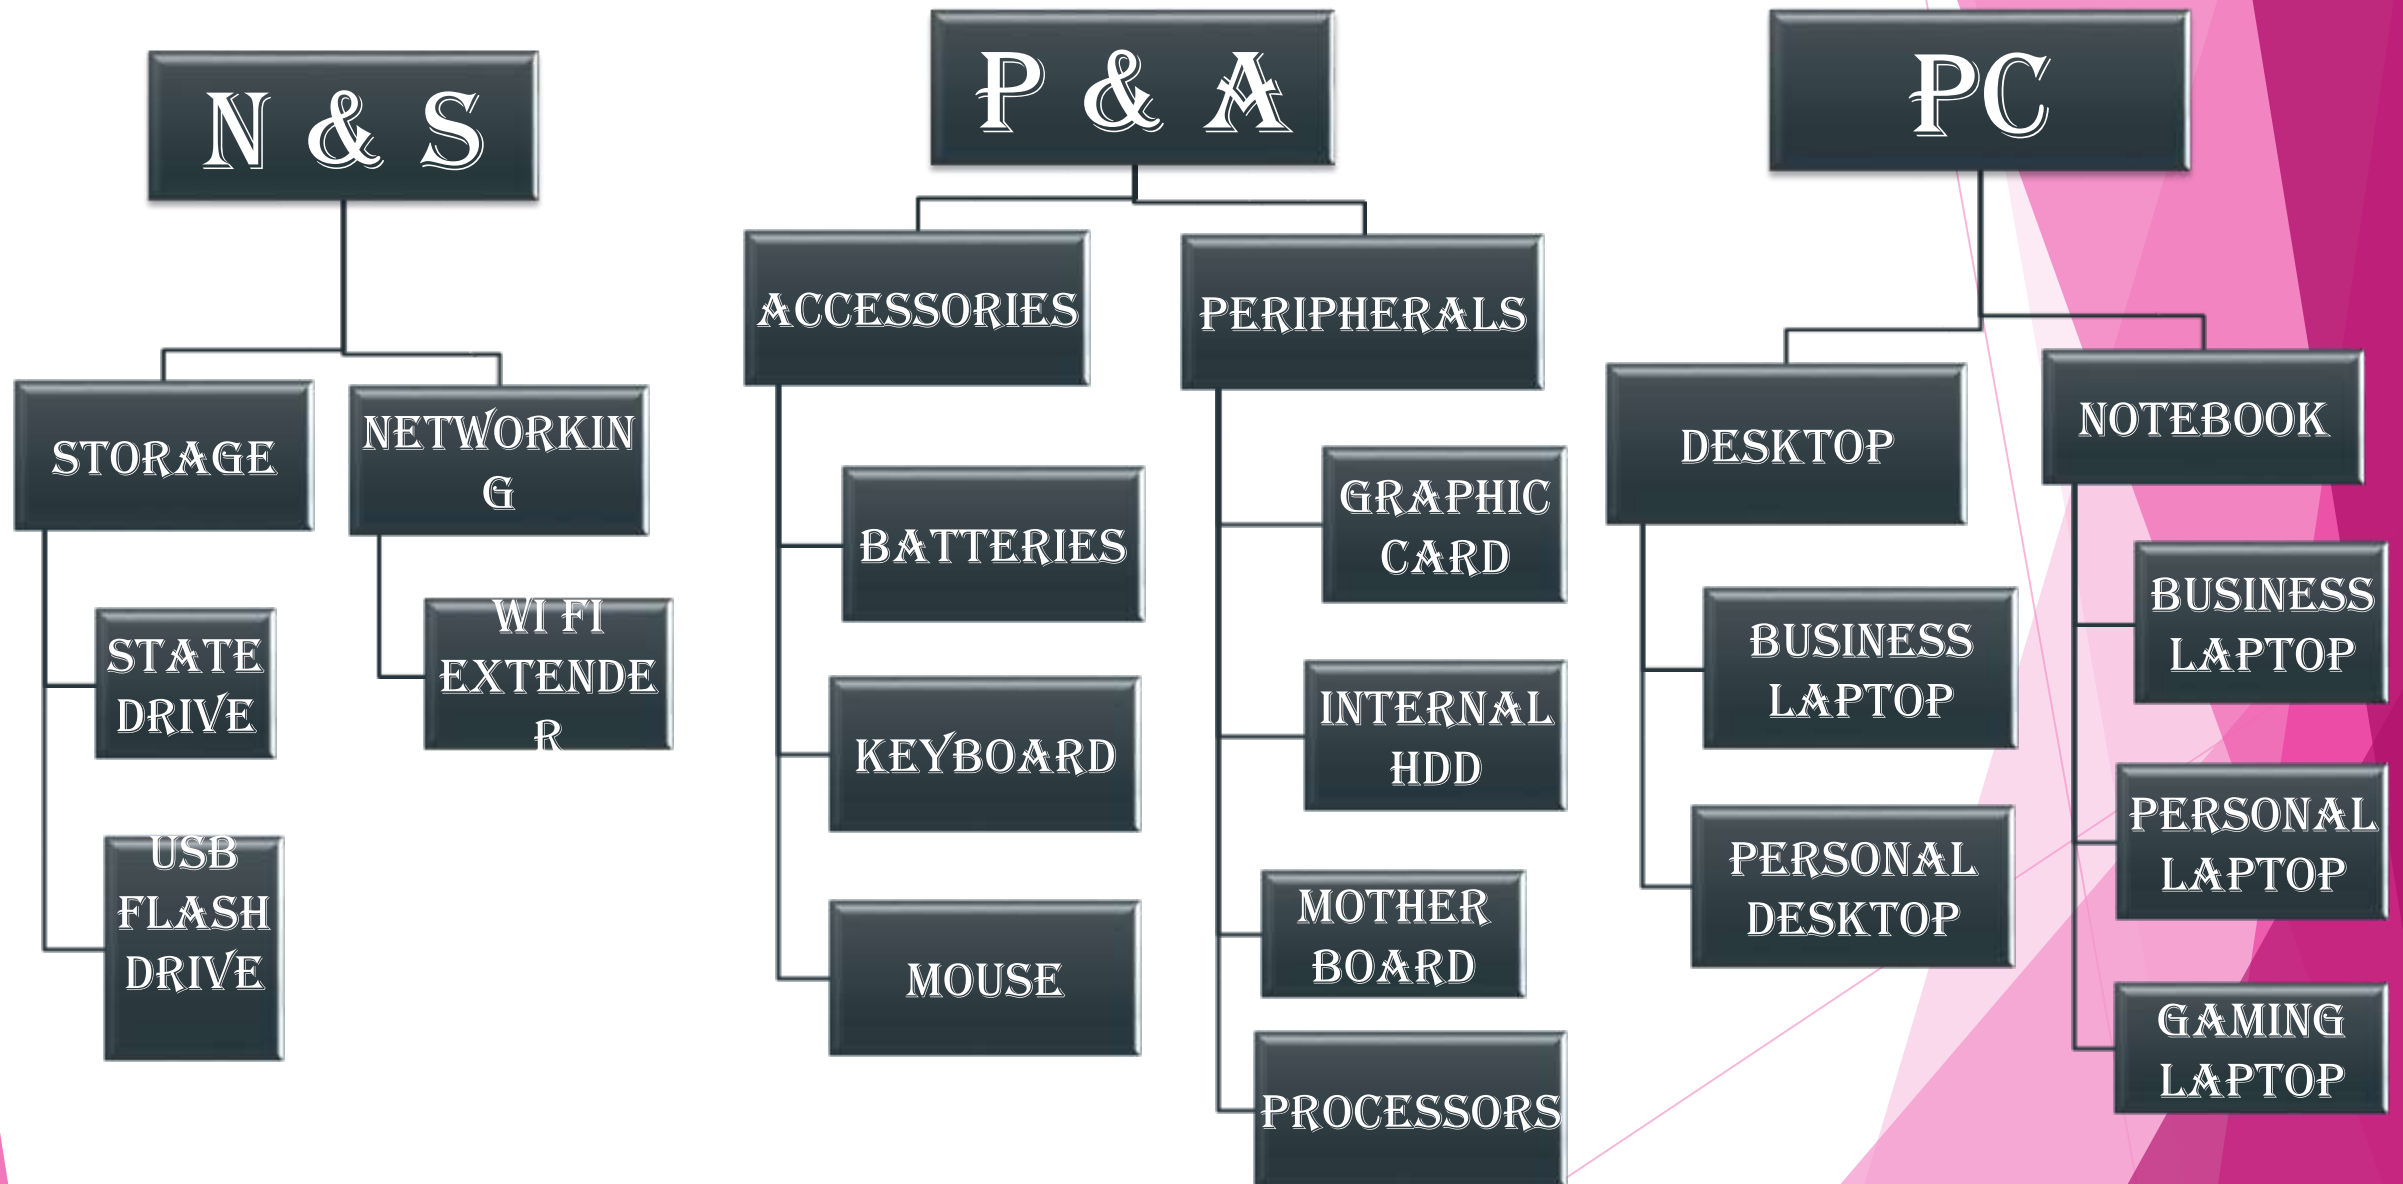 N & S
STORAGE
STATE
DRIVE
USB
FLASH
DRIVE
NETWORKIN
G
WI FI
EXTENDE
R
P & A
ACCESSORIES
BATTERIES
KEYBOARD
MOUSE
PERIPHERALS
GRAPHIC
CARD
INTERNAL
HDD
MOTHER
BOARD
PROCESSORS
PC
DESKTOP
BUSINESS
LAPTOP
PERSONAL
DESKTOP
NOTEBOOK
BUSINESS
LAPTOP
PERSONAL
LAPTOP
GAMING
LAPTOP